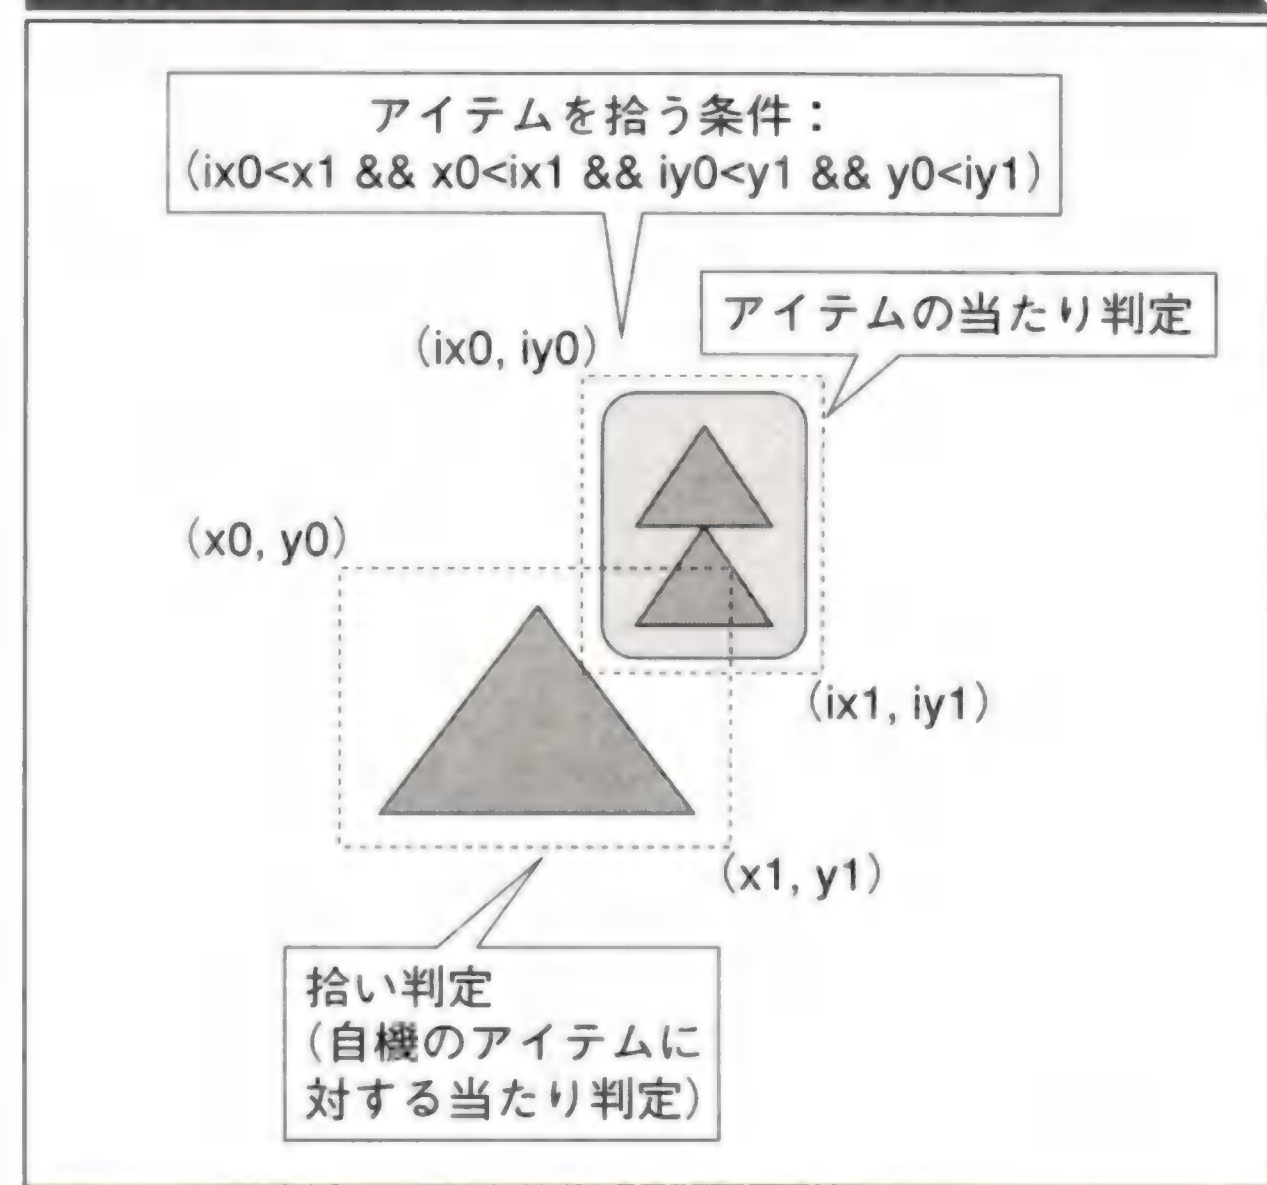 アイテムを拾う条件：
(ix0<x1 && x0<ix1 && iy0<y1 && y0<iy1)
アイテムの当たり判定
(ix0, iy0)
(x0, y0)
(ix1, iy1)
(x1, y1)
拾い判定
(自機のアイテムに
対する当たり判定)